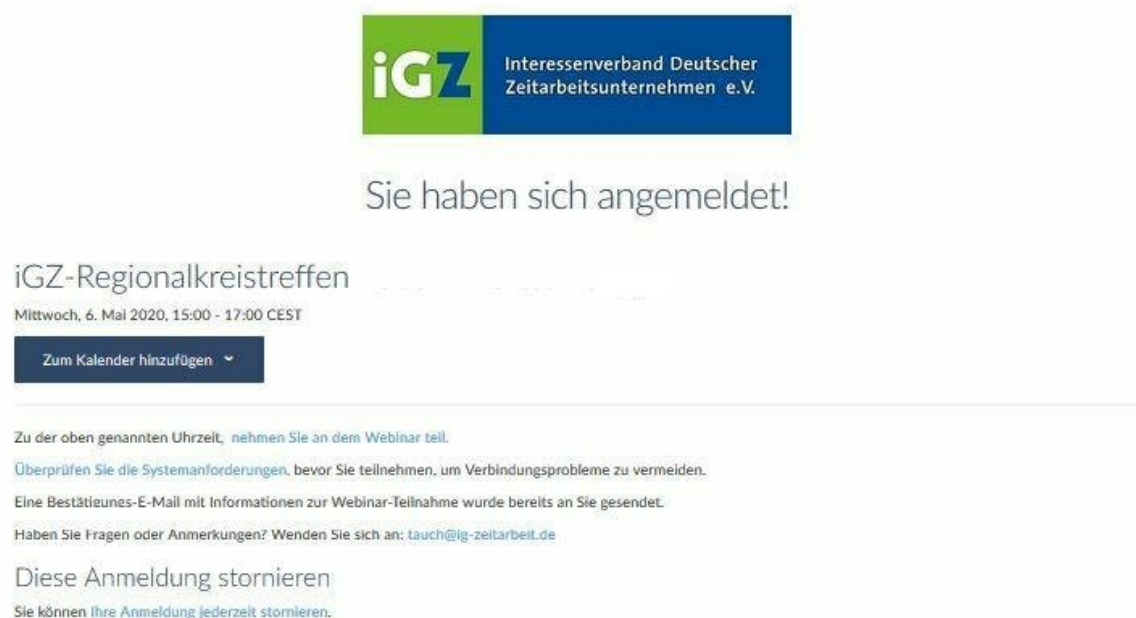 iGZ
Interessenverband Deutscher
Zeitarbeitsunternehmen e.V.
Sie haben sich angemeldet!
iGZ-Regionalkreistreffen
Mittwoch, 6. Mai 2020, 15:00 - 17:00 CEST
Zum Kalender hinzufügen
Zu der oben genannten Uhrzeit, nehmen Sie an dem Webinar teil.
Überprüfen Sie die Systemanforderungen, bevor Sie teilnehmen, um Verbindungsprobleme zu vermeiden.
Eine Bestätigungs-E-Mail mit Informationen zur Webinar-Teilnahme wurde bereits an Sie gesendet.
Haben Sie Fragen oder Anmerkungen? Wenden Sie sich an: tauch@ig-zeitarbeit.de
Diese Anmeldung stornieren
Sie können Ihre Anmeldung jederzeit stornieren.